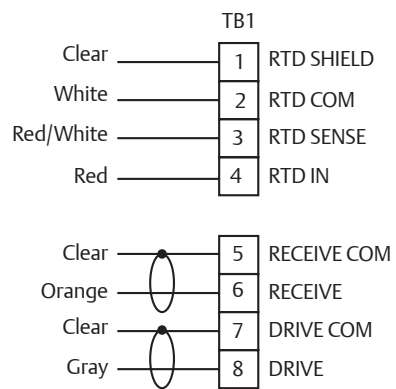 TB1
Clear 1 RTD SHIELD
White 2 RTD COM
Red/White 3 RTD SENSE
Red 4 RTD IN
Clear 5 RECEIVE COM
Orange 6 RECEIVE
Clear 7 DRIVE COM
Gray 8 DRIVE